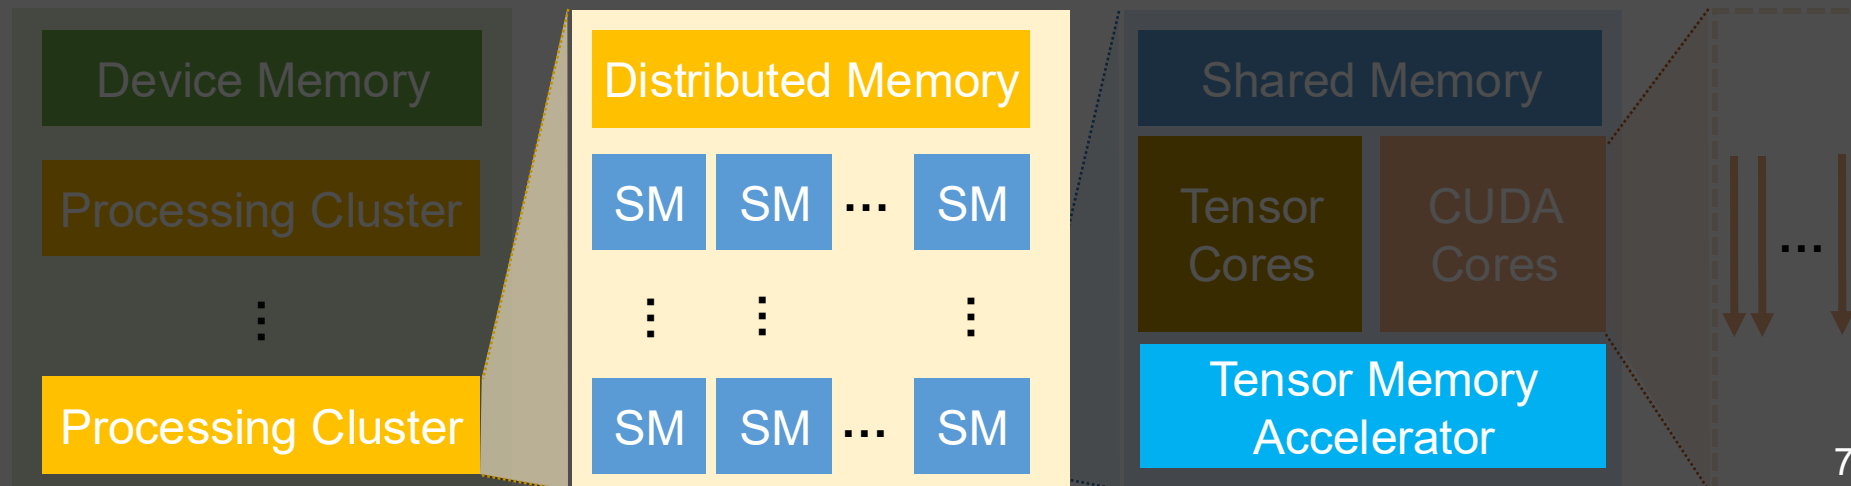 Device Memory
Processing Cluster
⋮
Processing Cluster
Distributed Memory
SM SM ... SM
⋮ ⋮ ⋮
SM SM ... SM
Shared Memory
Tensor
Cores
CUDA
Cores
Tensor Memory
Accelerator
...
7